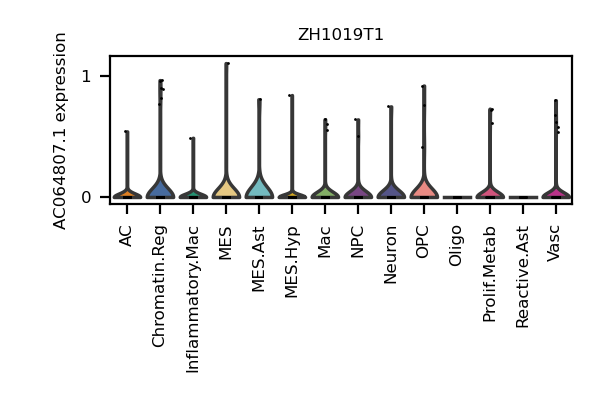 ZH1019T1
AC064807.1 expression
1
0
AC
Chromatin.Reg
Inflammatory.Mac
MES
MES.Ast
MES.Hyp
Mac
NPC
Neuron
OPC
Oligo
Prolif.Metab
Reactive.Ast
Vasc